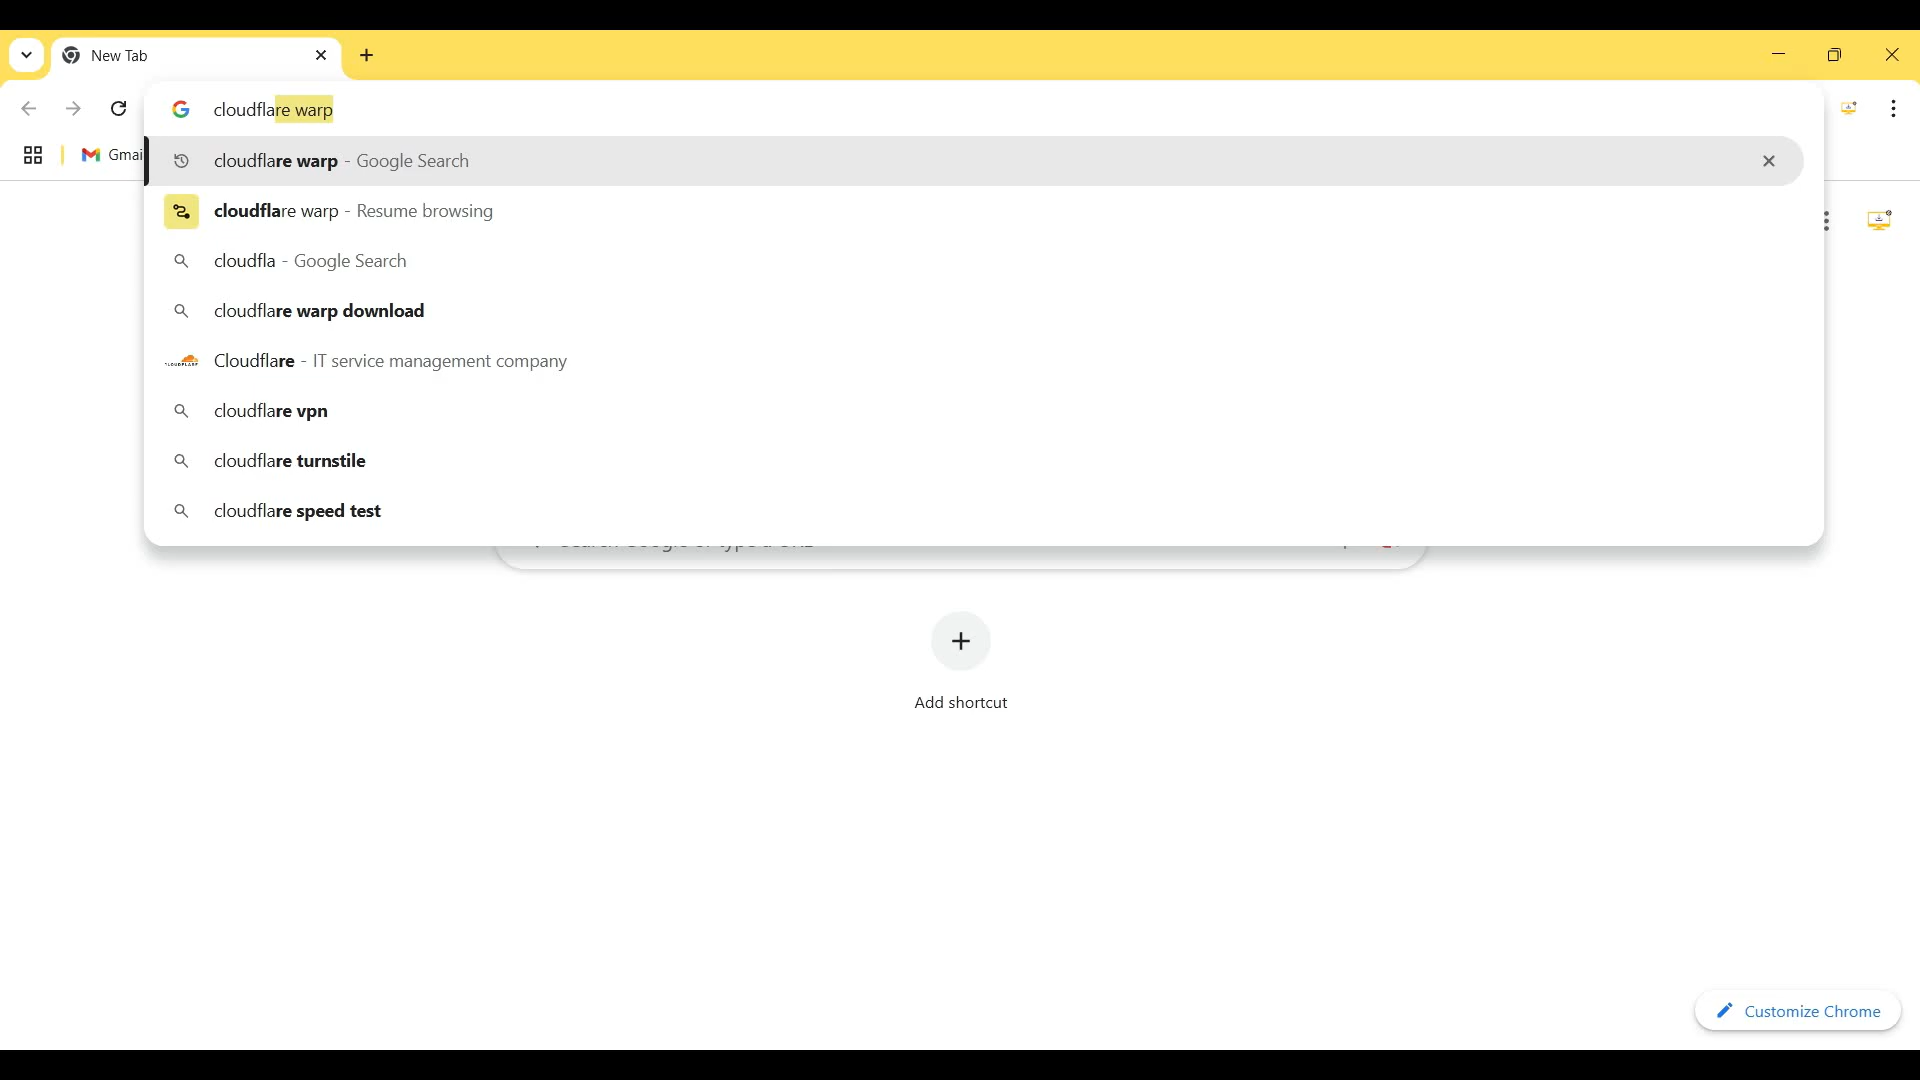 New Tab
cloudflare warp
Gmai
cloudflare warp - Google Search
cloudflare warp - Resume browsing
cloudfla - Google Search
cloudflare warp download
CLOUDFLARE
Cloudflare - IT service management company
cloudflare vpn
cloudflare turnstile
cloudflare speed test
Add shortcut
Customize Chrome